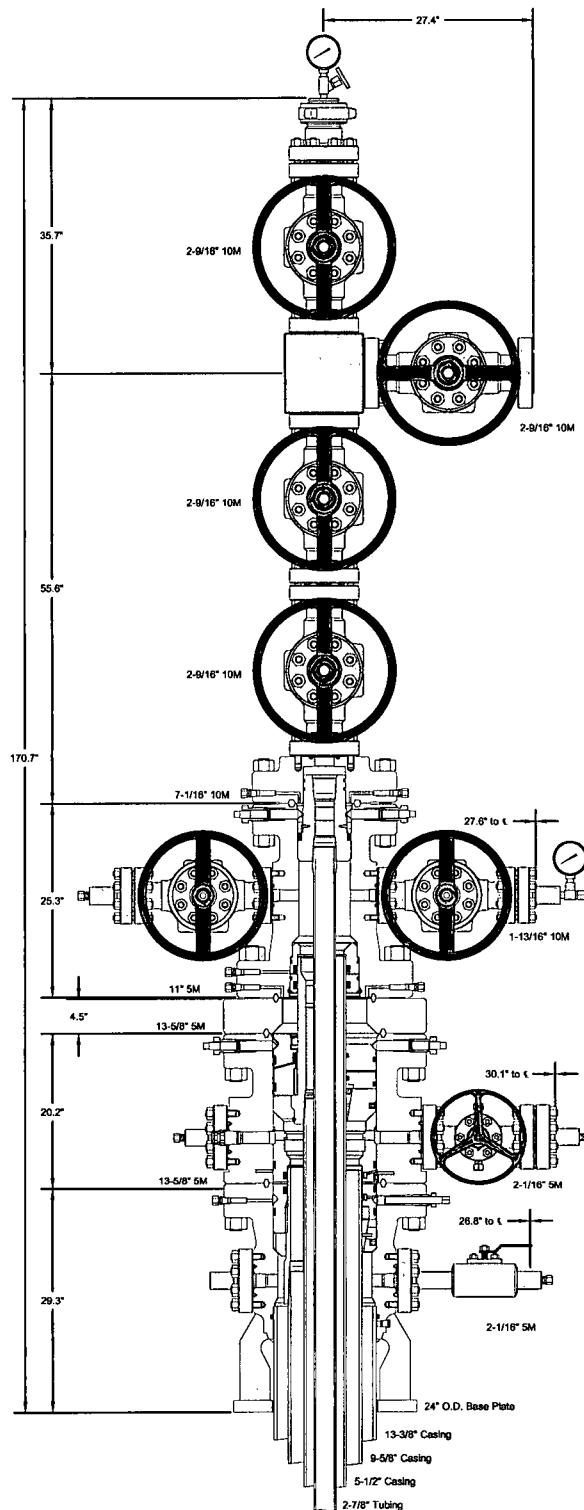 27.4"
35.7"
2-9/16" 10M
2-9/16" 10M
2-9/16" 10M
55.6"
2-9/16" 10M
170.7"
7-1/16" 10M
27.6" to ℄
25.3"
1-13/16" 10M
11" 5M
4.5"
13-5/8" 5M
30.1" to ℄
20.2"
13-5/8" 5M
2-1/16" 5M
26.8" to ℄
29.3"
2-1/16" 5M
24" O.D. Base Plate
13-3/8" Casing
9-5/8" Casing
5-1/2" Casing
2-7/8" Tubing